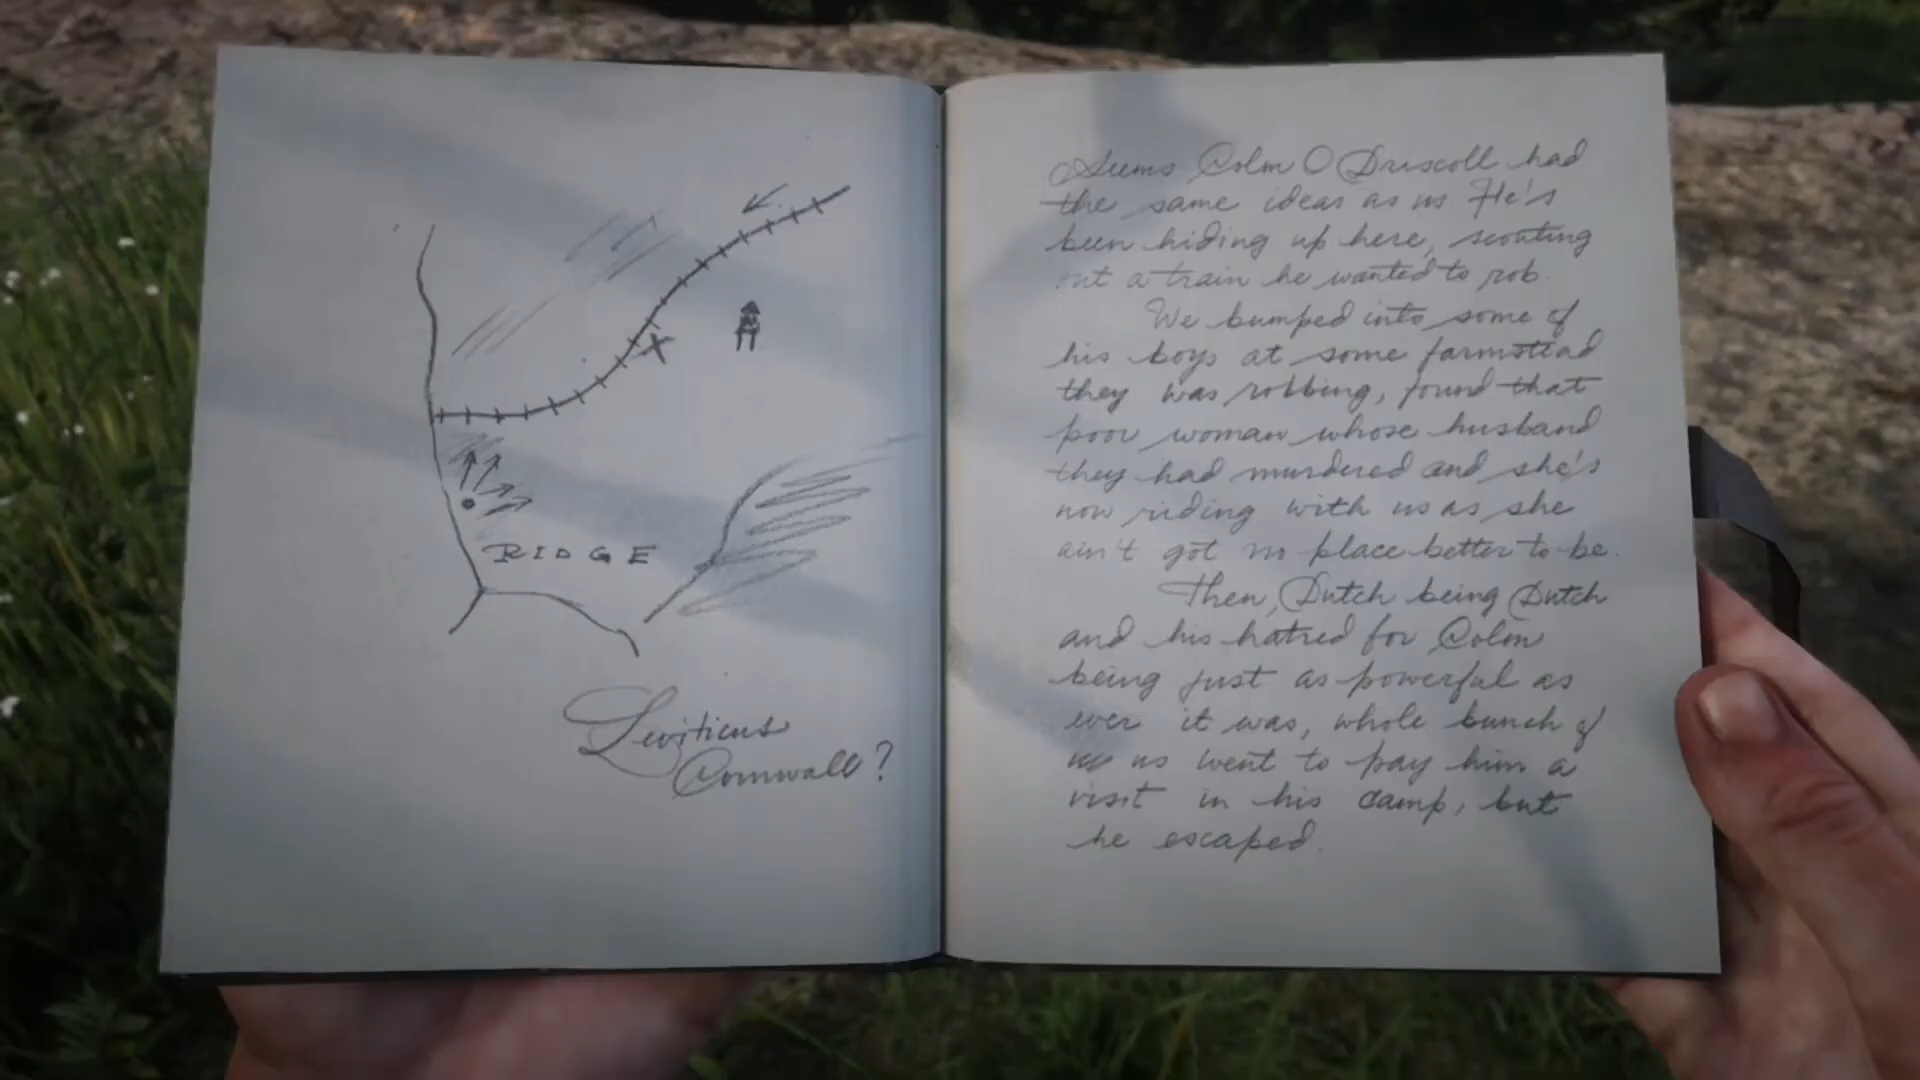 RIDGE
Leviticus
Cornwall?
Seems Colm O Driscoll had
the same ideas as us He's
been hiding up here, scouting
out a train he wanted to rob.
We bumped into some of
his boys at some farmstead
they was robbing, found that
poor woman whose husband
they had murdered and she's
now riding with us as she
ain't got no place better to be.
Then, Dutch being Dutch
and his hatred for Colm
being just as powerful as
ever it was, whole bunch of
us went to pay him a
visit in his camp, but
he escaped.